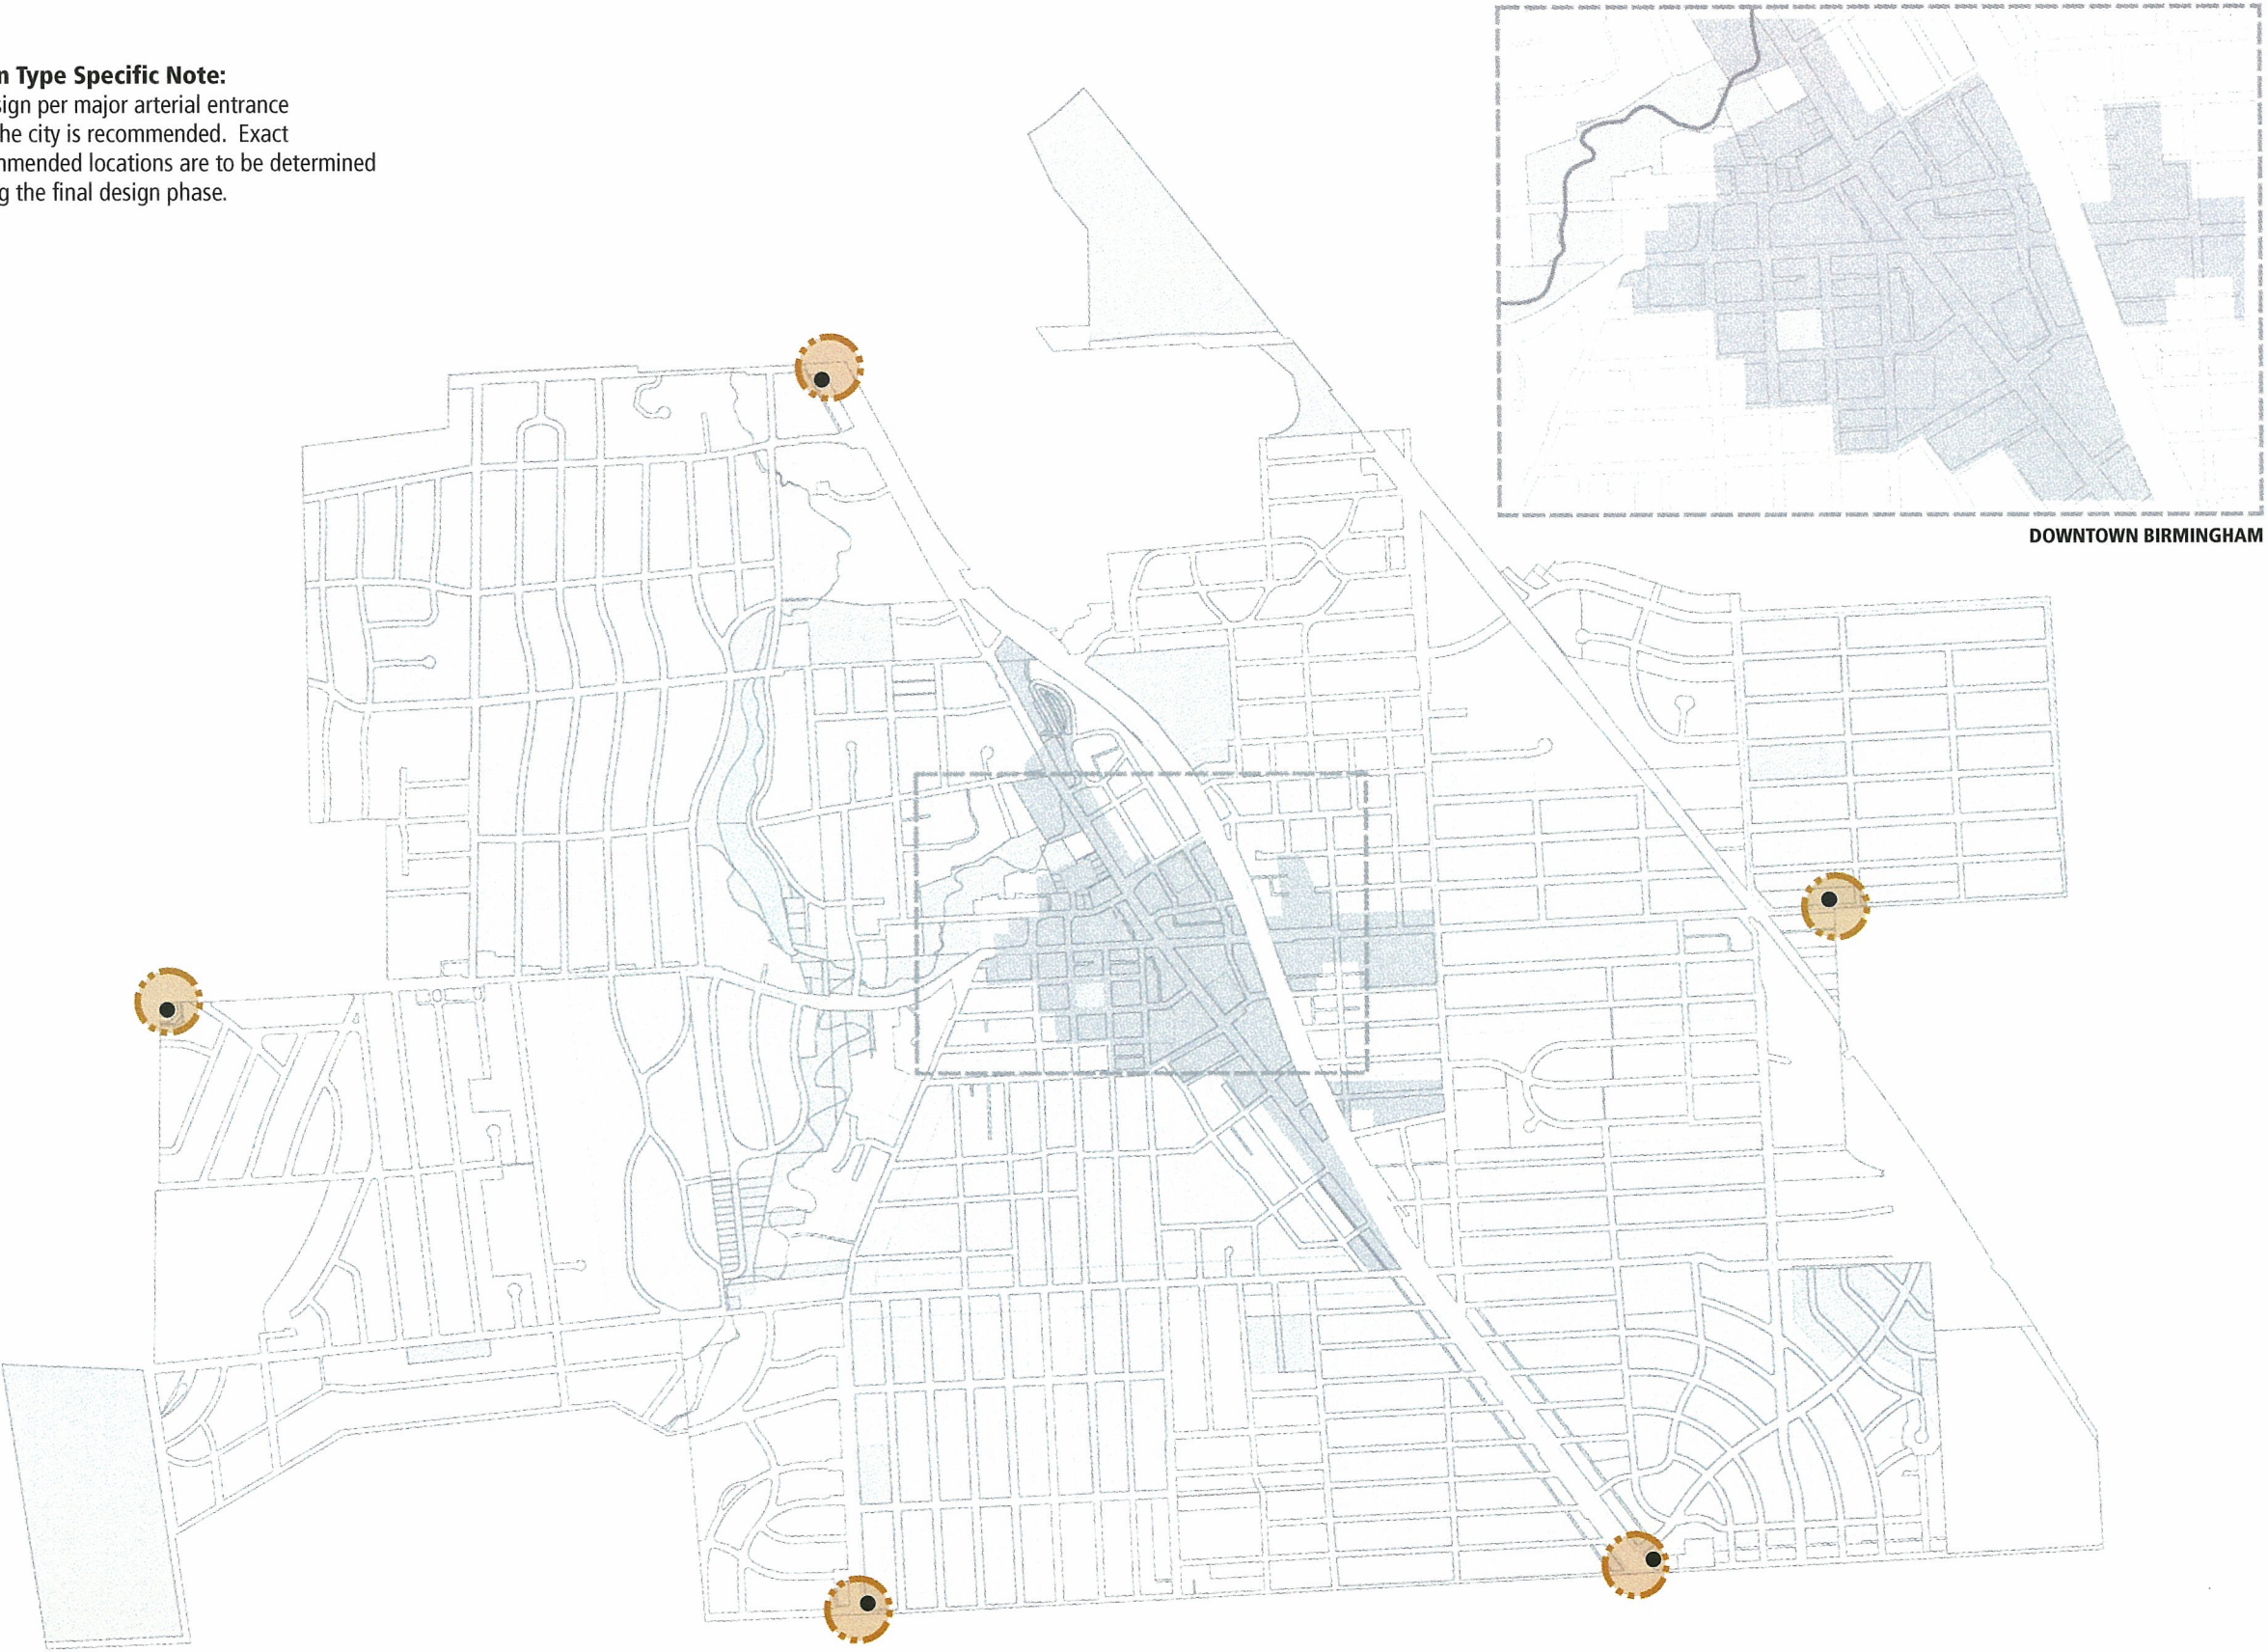 n Type Specific Note:
sign per major arterial entrance
he city is recommended.  Exact
mmended locations are to be determined
g the final design phase.
DOWNTOWN BIRMINGHAM